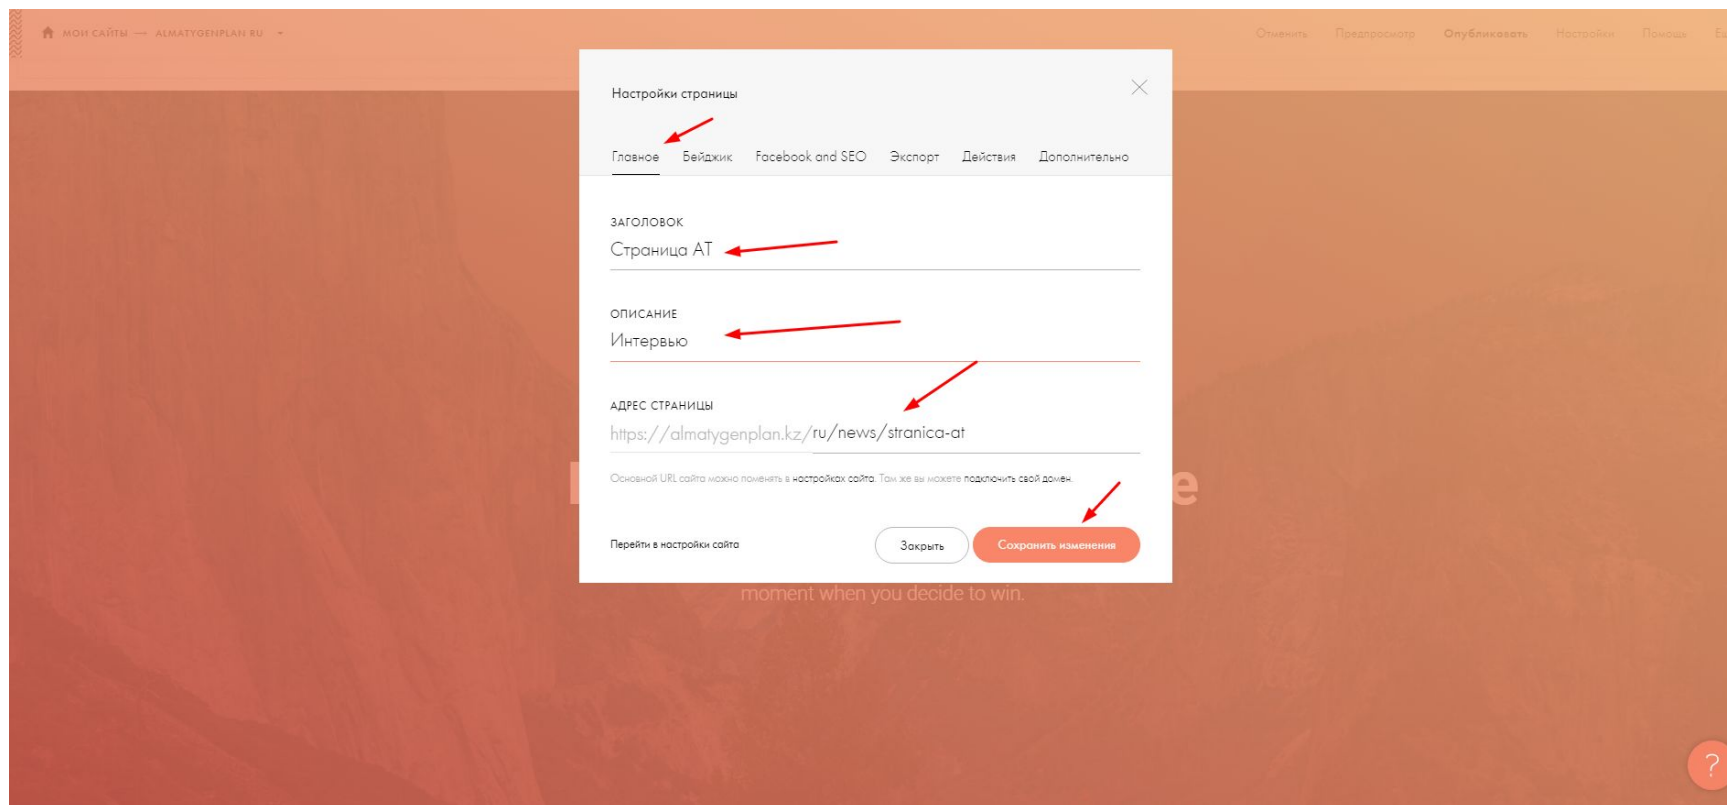 МОИ САЙТЫ — ALMATYGENPLAN RU
Отменить Предпросмотр Опубликовать Настройки Помощь
Настройки страницы
Главное Бейджик Facebook and SEO Экспорт Действия Дополнительно
ЗАГОЛОВОК
Страница АТ
ОПИСАНИЕ
Интервью
АДРЕС СТРАНИЦЫ
https://almatygenplan.kz/ru/news/stranica-at
Основной URL сайта можно поменять в настройках сайта. Там же вы можете подключить свой домен.
e
Перейти в настройки сайта Закрыть Сохранить изменения
moment when you decide to win.
?